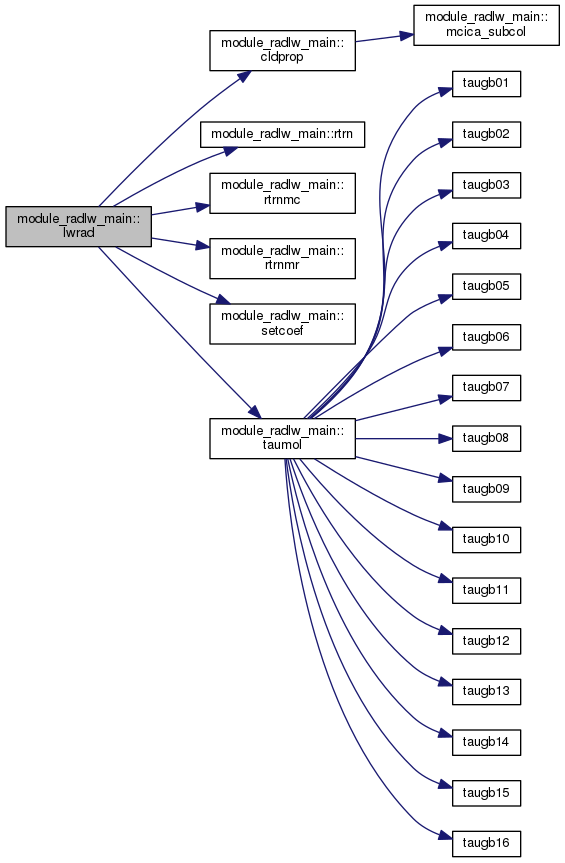 module_radlw_main::
lwrad
module_radlw_main::
cldprop
module_radlw_main::
mcica_subcol
module_radlw_main::rtrn
module_radlw_main::
rtrnmc
module_radlw_main::
rtrnmr
module_radlw_main::
setcoef
module_radlw_main::
taumol
taugb01
taugb02
taugb03
taugb04
taugb05
taugb06
taugb07
taugb08
taugb09
taugb10
taugb11
taugb12
taugb13
taugb14
taugb15
taugb16